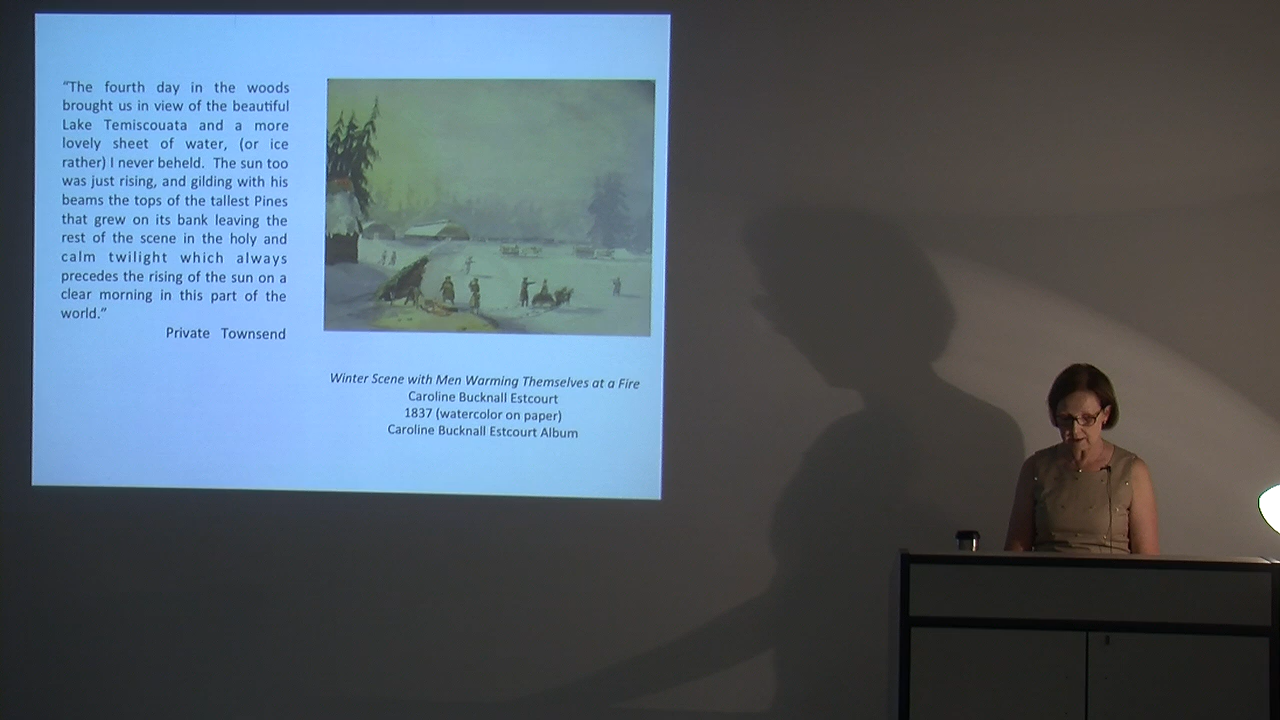 “The fourth day in the woods
brought us in view of the beautiful
Lake Temiscouata and a more
lovely sheet of water, (or ice
rather) I never beheld. The sun too
was just rising, and gilding with his
beams the tops of the tallest Pines
that grew on its bank leaving the
rest of the scene in the holy and
calm twilight which always
precedes the rising of the sun on a
clear morning in this part of the
world.”
Private Townsend
Winter Scene with Men Warming Themselves at a Fire
Caroline Bucknall Estcourt
1837 (watercolor on paper)
Caroline Bucknall Estcourt Album